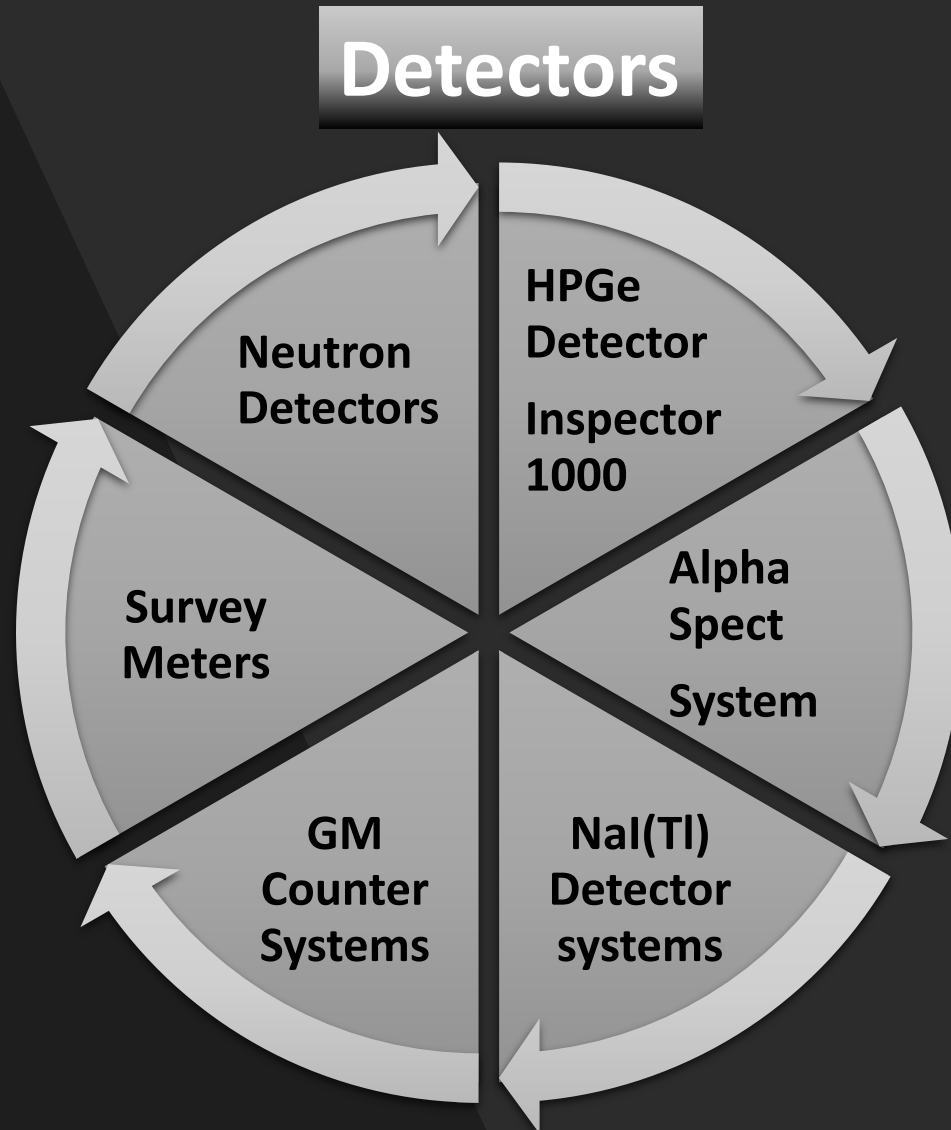 Detectors
HPGe
Detector
Inspector
1000
Alpha
Spect
System
NaI(Tl)
Detector
systems
GM
Counter
Systems
Survey
Meters
Neutron
Detectors